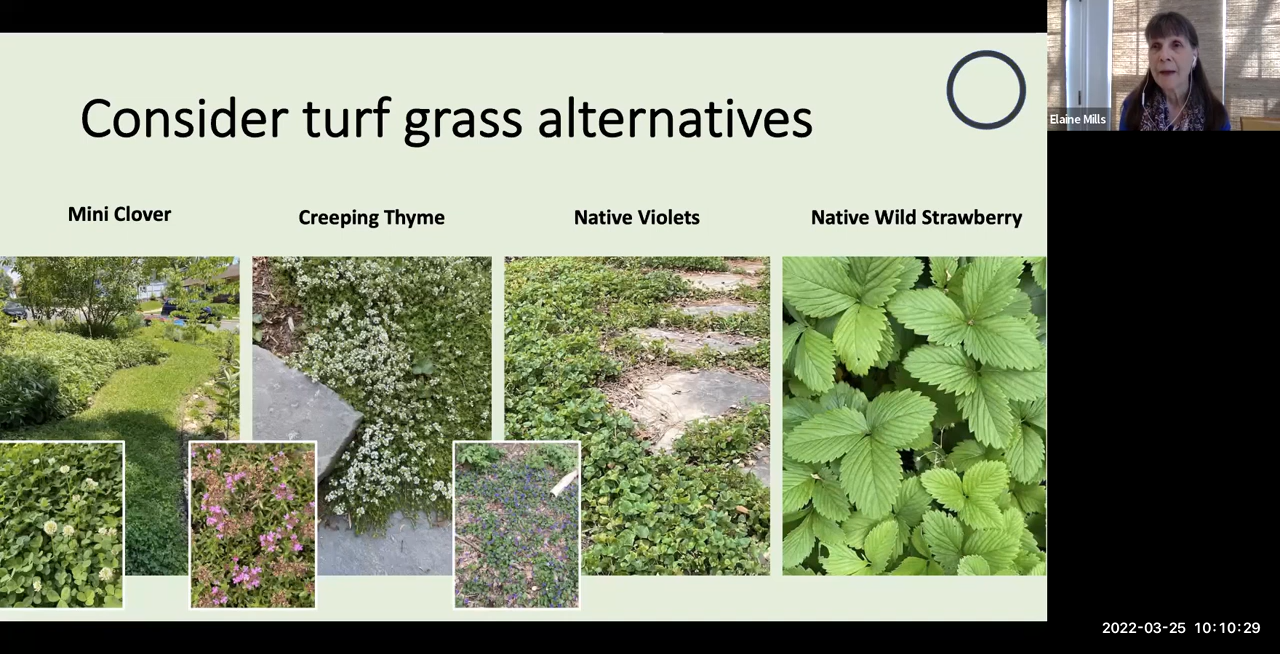 Consider turf grass alternatives
Elaine Mills
Mini Clover
Creeping Thyme
Native Violets
Native Wild Strawberry
2022-03-25 10:10:29